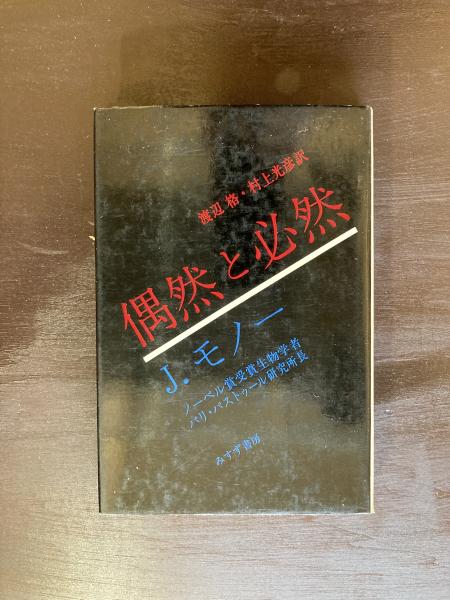 渡辺 格・村上光彦訳
偶然と必然
J.モノー
ノーベル賞受賞生物学者
パリ・パストゥール研究所長
みすず書房